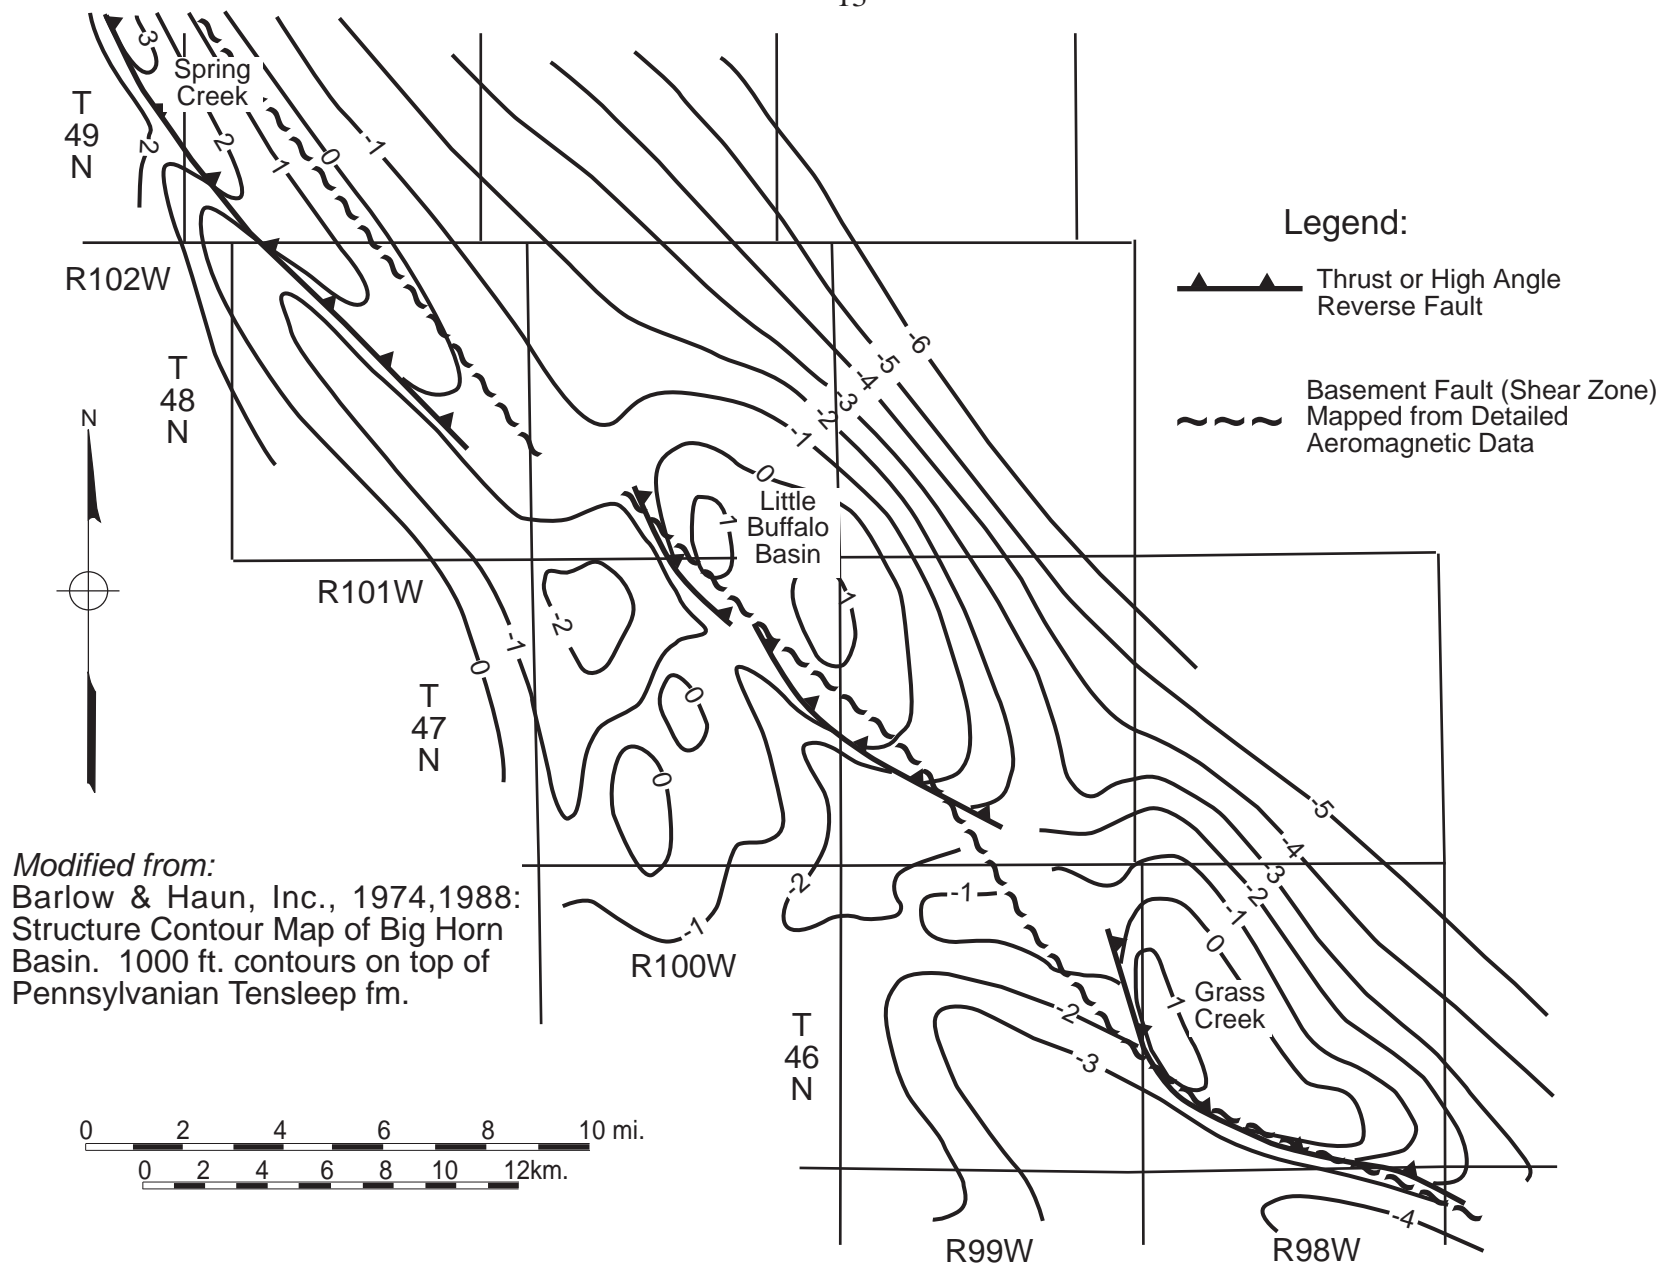 3
Spring
Creek
T
49
N
2
2
1
0
-1
Legend:
Thrust or High Angle
Reverse Fault
Basement Fault (Shear Zone)
Mapped from Detailed
Aeromagnetic Data
R102W
T
48
N
N
-6
-5
-4
-3
-2
-1
0
1
Little
Buffalo
Basin
1
R101W
-2
-1
0
0
0
T
47
N
-5
-4
-3
-2
-1
0
-2
-1
-1
Modified from:
Barlow & Haun, Inc., 1974,1988:
Structure Contour Map of Big Horn
Basin. 1000 ft. contours on top of
Pennsylvanian Tensleep fm.
R100W
1
Grass
Creek
-2
-3
T
46
N
0 2 4 6 8 10 mi.
0 2 4 6 8 10 12km.
-4
R99W
R98W